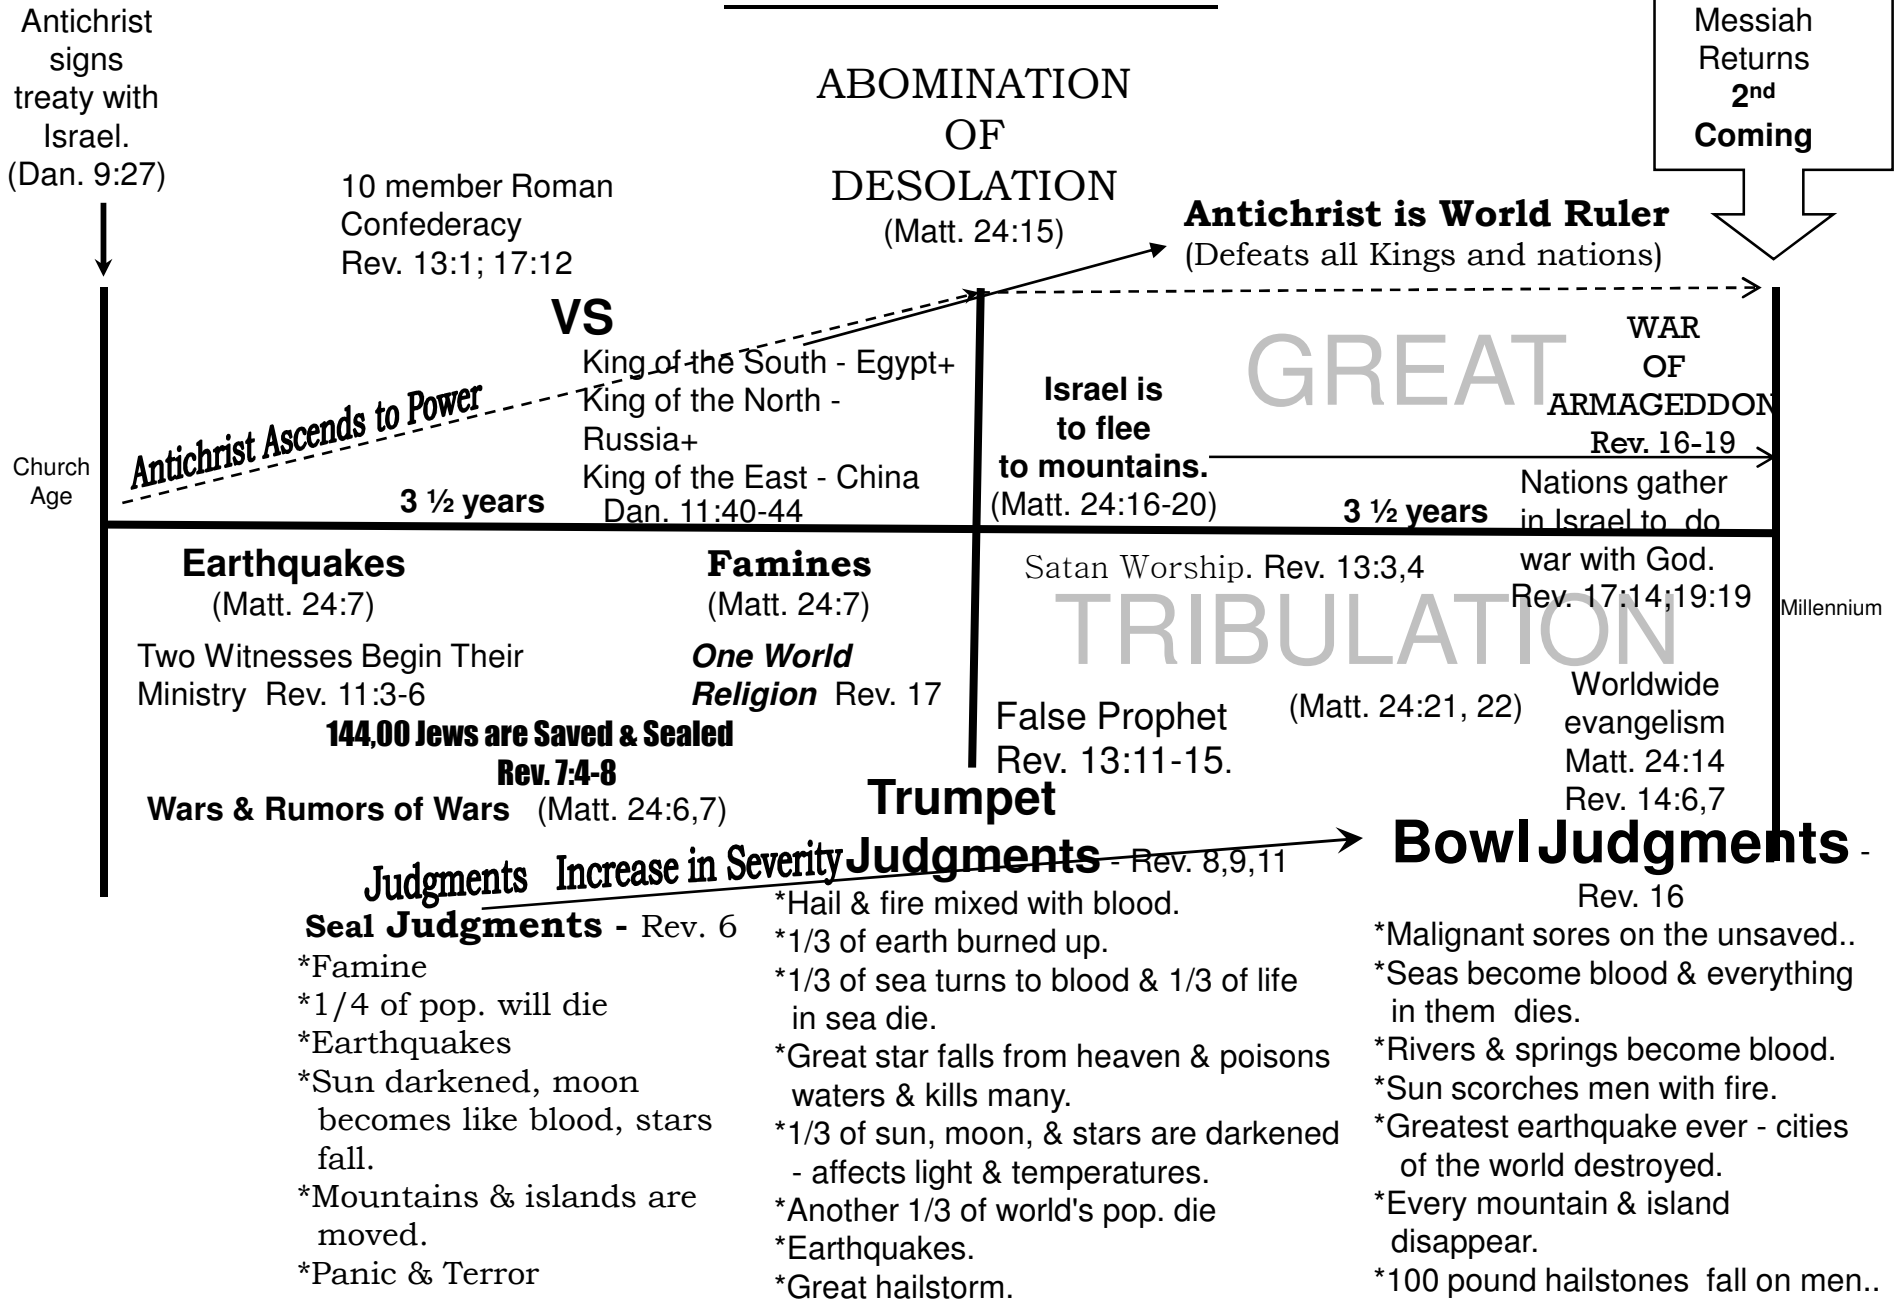 Antichrist
signs
treaty with
Israel.
(Dan. 9:27)
10 member Roman
Confederacy
Rev. 13:1; 17:12
VS
King of the South - Egypt+
King of the North -
Russia+
King of the East - China
Dan. 11:40-44
ABOMINATION
OF
DESOLATION
(Matt. 24:15)
Antichrist is World Ruler
(Defeats all Kings and nations)
Messiah
Returns
2nd
Coming
Church
Age
Antichrist Ascends to Power
3 ½ years
Israel is
to flee
to mountains.
(Matt. 24:16-20)
GREAT
3 ½ years
WAR
OF
ARMAGEDDON
Rev. 16-19
Nations gather
in Israel to do
war with God.
Rev. 17:14;19:19
Earthquakes
(Matt. 24:7)
Famines
(Matt. 24:7)
Two Witnesses Begin Their
Ministry Rev. 11:3-6
One World
Religion Rev. 17
144,00 Jews are Saved & Sealed
Rev. 7:4-8
Wars & Rumors of Wars (Matt. 24:6,7)
Satan Worship. Rev. 13:3,4
TRIBULATION
(Matt. 24:21, 22)
False Prophet
Rev. 13:11-15.
Worldwide
evangelism
Matt. 24:14
Rev. 14:6,7
Millennium
Judgments Increase in Severity
Seal Judgments - Rev. 6
*Famine
*1/4 of pop. will die
*Earthquakes
*Sun darkened, moon
becomes like blood, stars
fall.
*Mountains & islands are
moved.
*Panic & Terror
Trumpet
Judgments - Rev. 8,9,11
*Hail & fire mixed with blood.
*1/3 of earth burned up.
*1/3 of sea turns to blood & 1/3 of life
in sea die.
*Great star falls from heaven & poisons
waters & kills many.
*1/3 of sun, moon, & stars are darkened
- affects light & temperatures.
*Another 1/3 of world's pop. die
*Earthquakes.
*Great hailstorm.
Bowl Judgments -
Rev. 16
*Malignant sores on the unsaved..
*Seas become blood & everything
in them dies.
*Rivers & springs become blood.
*Sun scorches men with fire.
*Greatest earthquake ever - cities
of the world destroyed.
*Every mountain & island
disappear.
*100 pound hailstones fall on men..